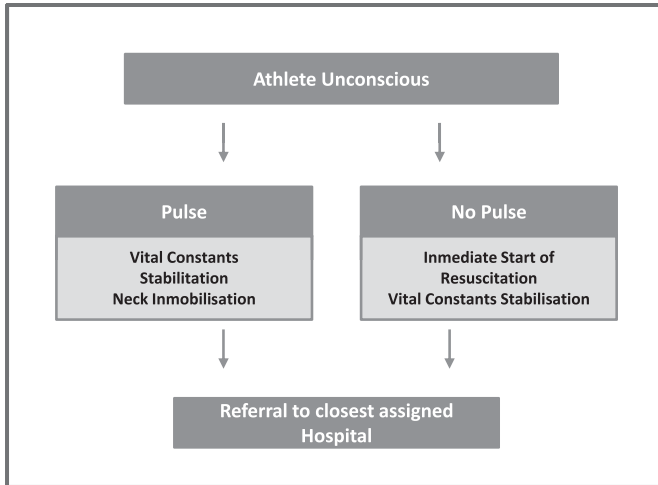 Athlete Unconscious
Pulse
Vital Constants
Stabilitation
Neck Inmobilisation
No Pulse
Inmediate Start of
Resuscitation
Vital Constants Stabilisation
Referral to closest assigned
Hospital